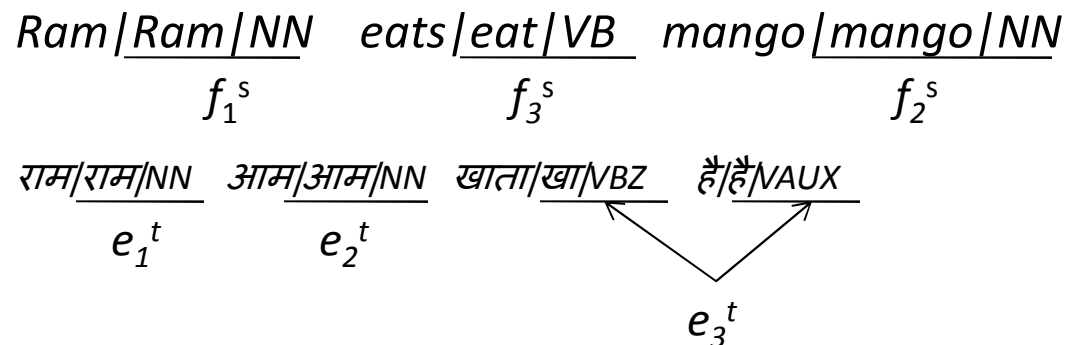 Ram|Ram|NN eats|eat|VB mango|mango|NN
f₁ˢ f₃ˢ f₂ˢ
राम|राम|NN आम|आम|NN खाता|खा|VBZ है|है|VAUX
e₁ᵗ e₂ᵗ
e₃ᵗ